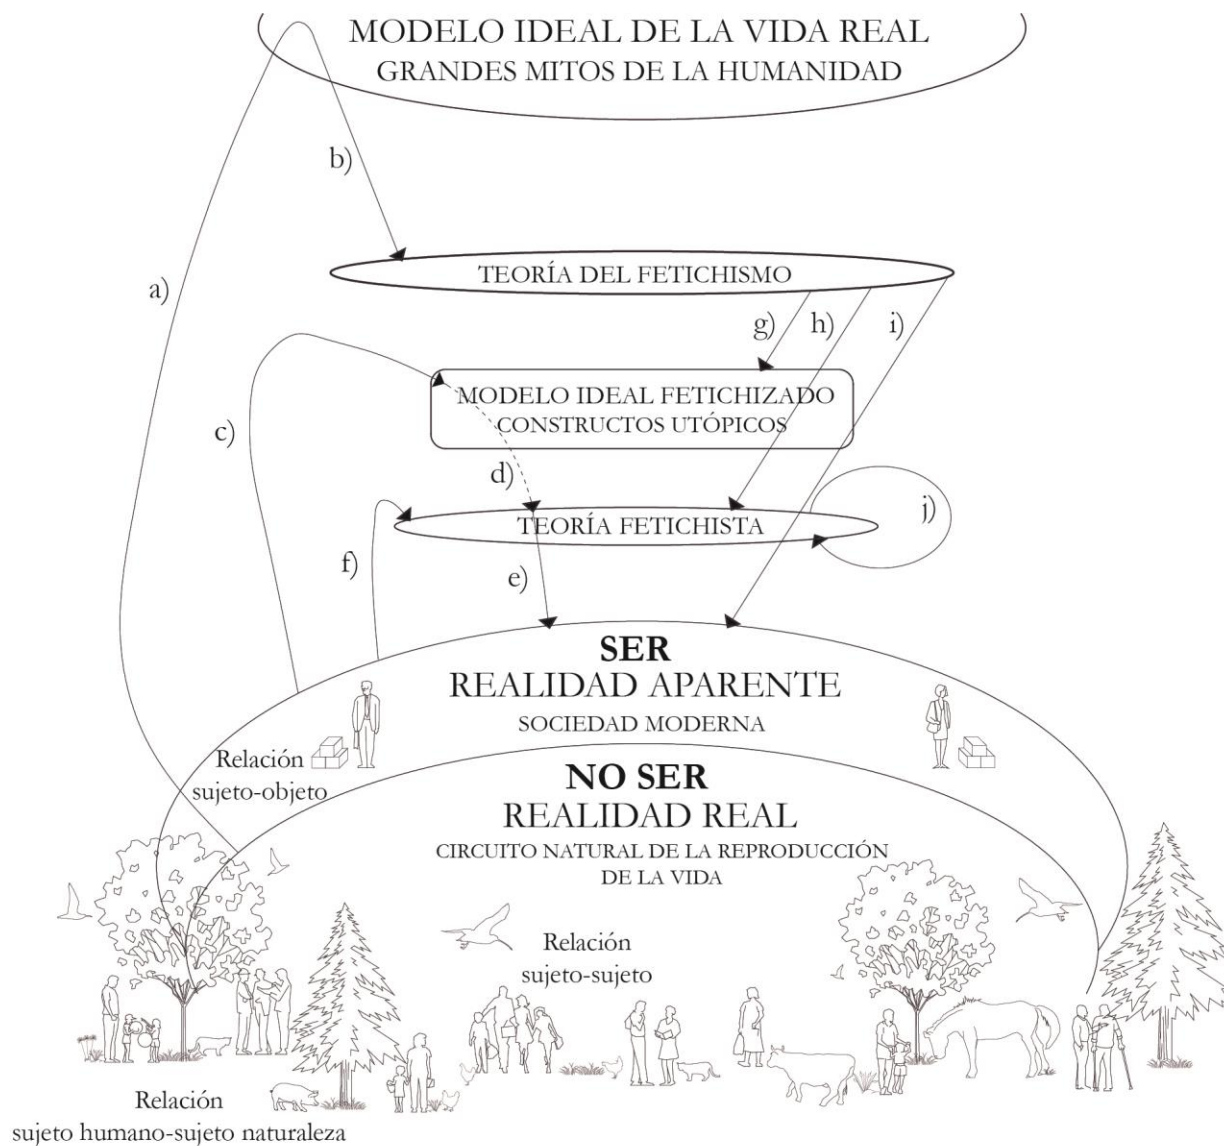 MODELO IDEAL DE LA VIDA REAL
GRANDES MITOS DE LA HUMANIDAD
b)
TEORÍA DEL FETICHISMO
a)
g)
h)
i)
MODELO IDEAL FETICHIZADO
CONSTRUCTOS UTÓPICOS
c)
d)
j)
TEORÍA FETICHISTA
f)
e)
SER
REALIDAD APARENTE
SOCIEDAD MODERNA
Relación
sujeto-objeto
NO SER
REALIDAD REAL
CIRCUITO NATURAL DE LA REPRODUCCIÓN
DE LA VIDA
Relación
sujeto-sujeto
Relación
sujeto humano-sujeto naturaleza